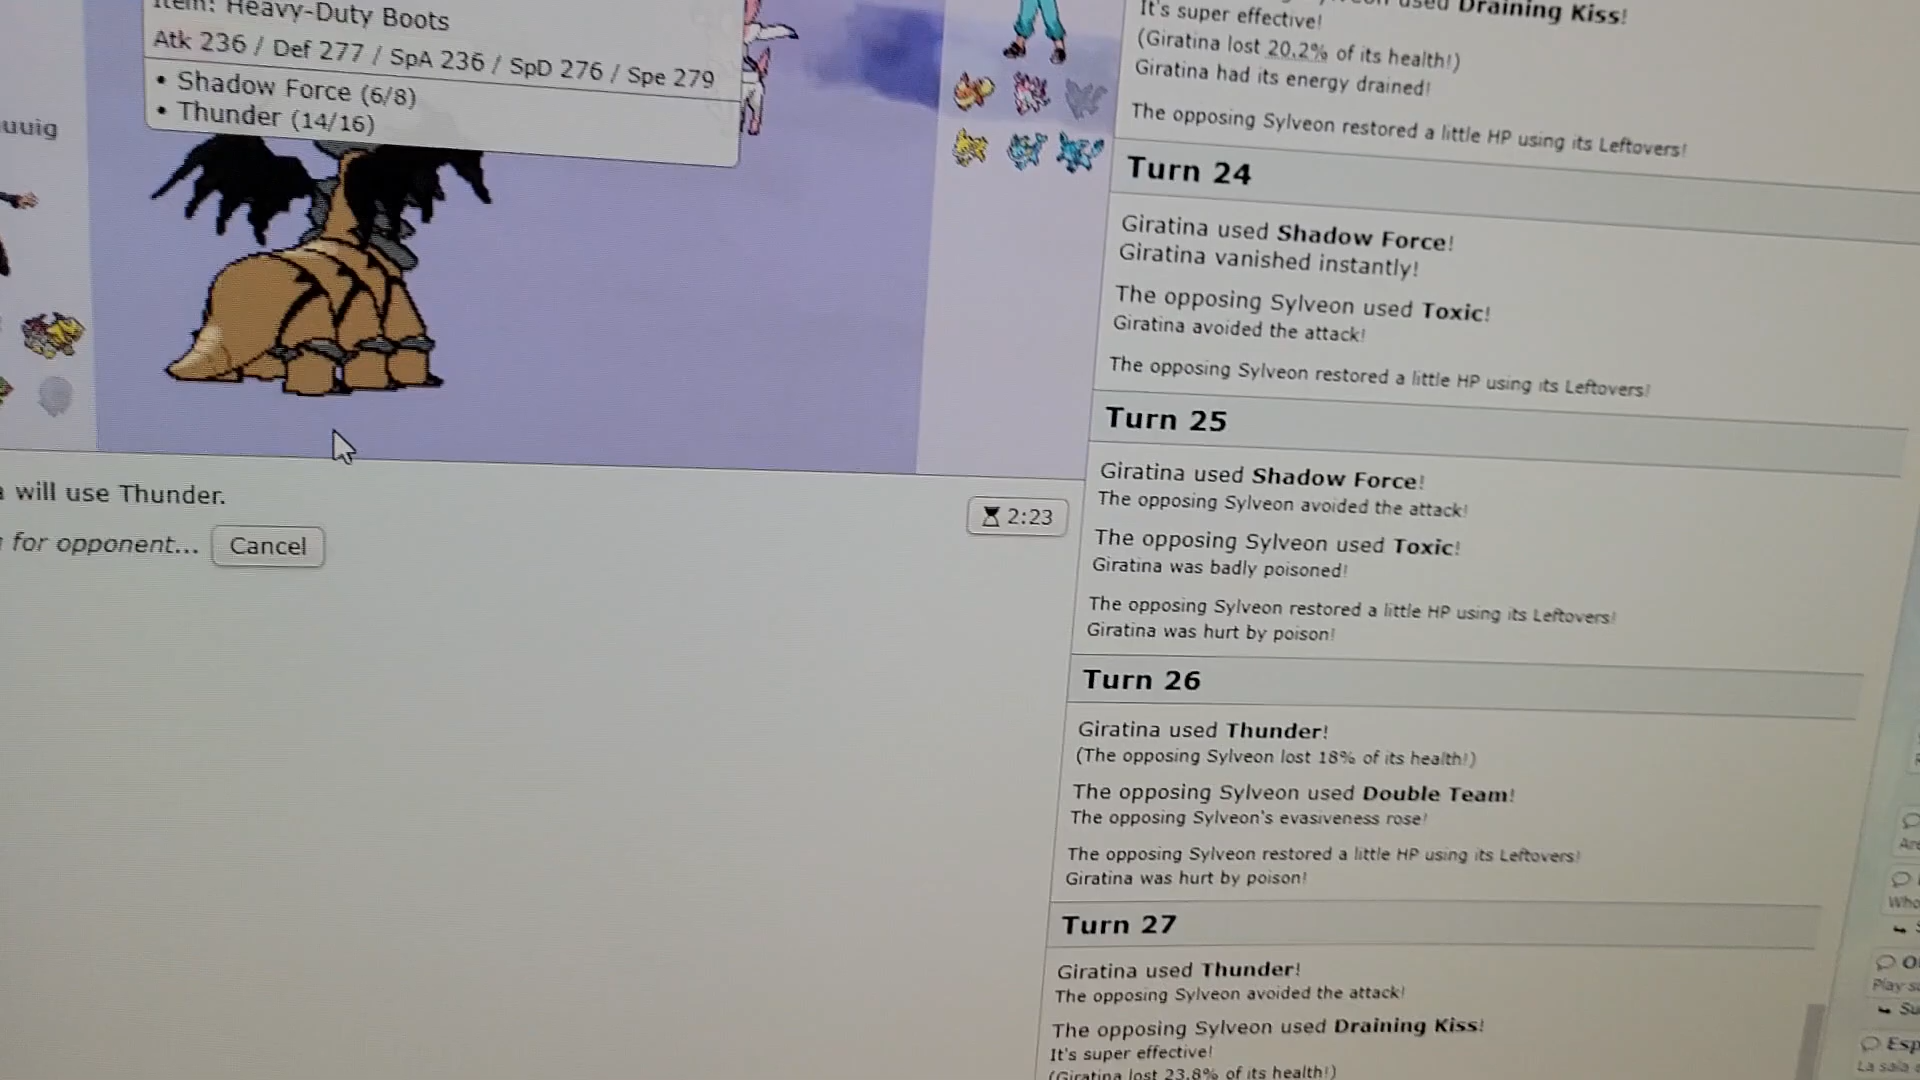 Item: Heavy-Duty Boots
Atk 236 / Def 277 / SpA 236 / SpD 276 / Spe 279
• Shadow Force (6/8)
• Thunder (14/16)
uuig
will use Thunder.
for opponent... Cancel
2:23
used Draining Kiss!
It's super effective!
(Giratina lost 20.2% of its health!)
Giratina had its energy drained!
The opposing Sylveon restored a little HP using its Leftovers!
Turn 24
Giratina used Shadow Force!
Giratina vanished instantly!
The opposing Sylveon used Toxic!
Giratina avoided the attack!
The opposing Sylveon restored a little HP using its Leftovers!
Turn 25
Giratina used Shadow Force!
The opposing Sylveon avoided the attack!
The opposing Sylveon used Toxic!
Giratina was badly poisoned!
The opposing Sylveon restored a little HP using its Leftovers!
Giratina was hurt by poison!
Turn 26
Giratina used Thunder!
(The opposing Sylveon lost 18% of its health!)
The opposing Sylveon used Double Team!
The opposing Sylveon's evasiveness rose!
The opposing Sylveon restored a little HP using its Leftovers!
Giratina was hurt by poison!
Turn 27
Giratina used Thunder!
The opposing Sylveon avoided the attack!
The opposing Sylveon used Draining Kiss!
It's super effective!
(Giratina lost 23.8% of its health!)
Who
Play
Esp
La sala